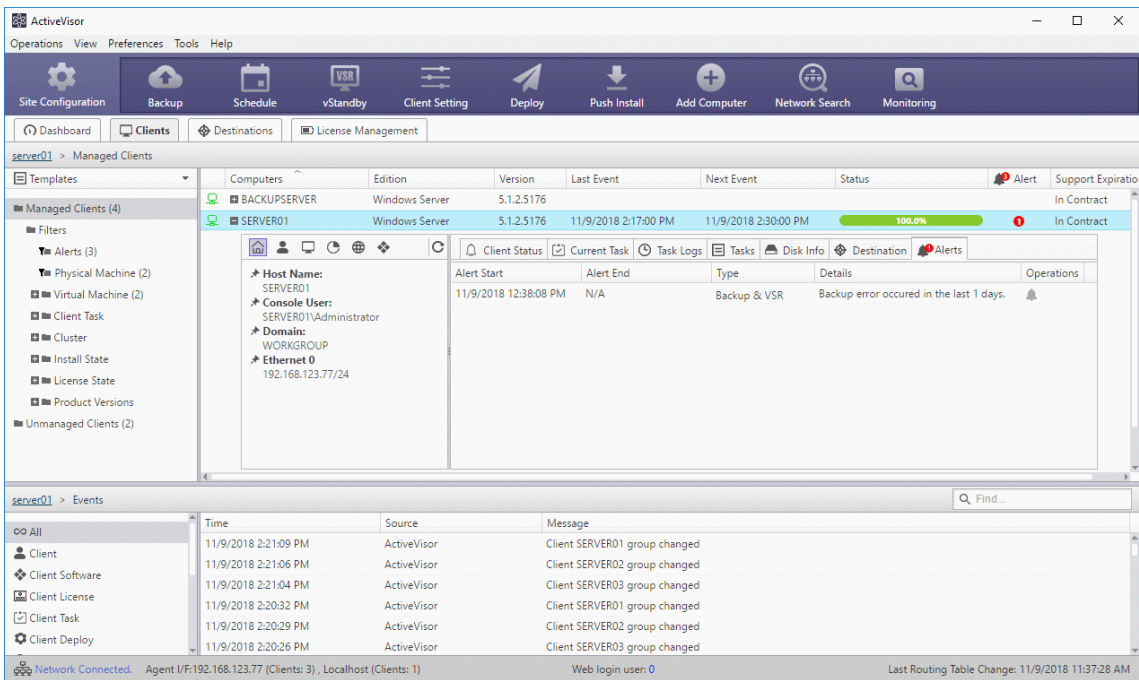 ActiveVisor
Operations View Preferences Tools Help
Site Configuration Backup Schedule vStandby Client Setting Deploy Push Install Add Computer Network Search Monitoring
VSR
Dashboard Clients Destinations License Management
server01 > Managed Clients
Templates
Managed Clients (4)
Filters
Alerts (3)
Physical Machine (2)
Virtual Machine (2)
Client Task
Cluster
Install State
License State
Product Versions
Unmanaged Clients (2)
Computers Edition Version Last Event Next Event Status 3 Alert Support Expiratio
BACKUPSERVER Windows Server 5.1.2.5176 In Contract
SERVER01 Windows Server 5.1.2.5176 11/9/2018 2:17:00 PM 11/9/2018 2:30:00 PM 100.0% 1 In Contract
Host Name:
SERVER01
Console User:
SERVER01\Administrator
Domain:
WORKGROUP
Ethernet 0
192.168.123.77/24
Client Status Current Task Task Logs Tasks Disk Info Destination 1 Alerts
Alert Start Alert End Type Details Operations
11/9/2018 12:38:08 PM N/A Backup & VSR Backup error occured in the last 1 days.
server01 > Events
Find...
All
Client
Client Software
Client License
Client Task
Client Deploy
Time Source Message
11/9/2018 2:21:09 PM ActiveVisor Client SERVER01 group changed
11/9/2018 2:21:06 PM ActiveVisor Client SERVER02 group changed
11/9/2018 2:21:04 PM ActiveVisor Client SERVER03 group changed
11/9/2018 2:20:32 PM ActiveVisor Client SERVER01 group changed
11/9/2018 2:20:29 PM ActiveVisor Client SERVER02 group changed
11/9/2018 2:20:26 PM ActiveVisor Client SERVER03 group changed
Network Connected. Agent I/F:192.168.123.77 (Clients: 3) , Localhost (Clients: 1) Web login user: 0 Last Routing Table Change: 11/9/2018 11:37:28 AM